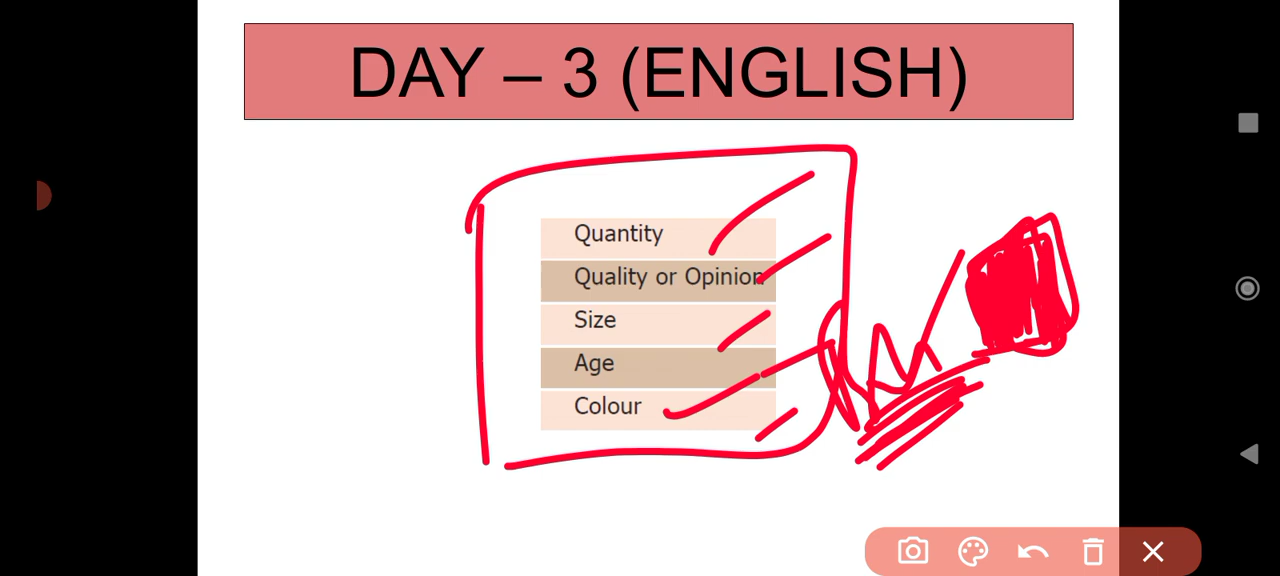 DAY – 3 (ENGLISH)
Quantity
Quality or Opinion
Size
Age
Colour